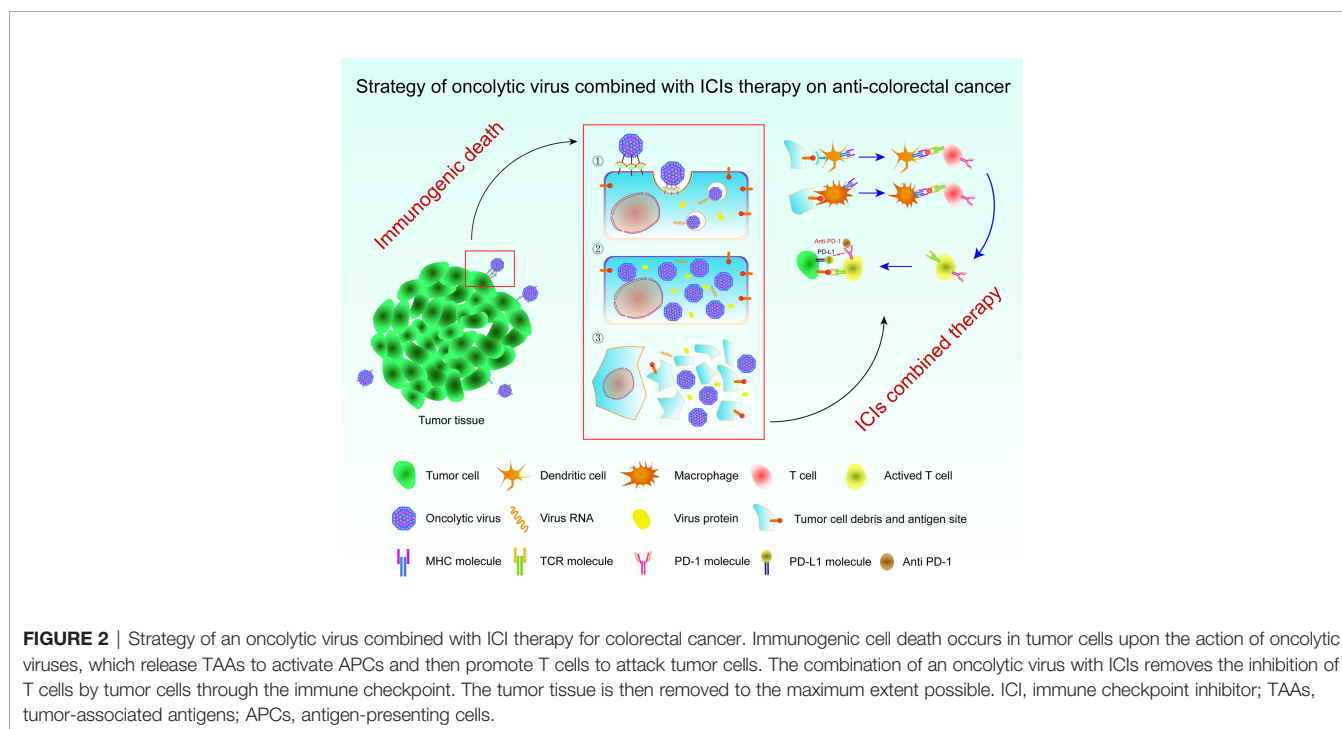 Strategy of oncolytic virus combined with ICIs therapy on anti-colorectal cancer
Immunogenic death
①
②
③
Tumor tissue
Anti-PD-1
PD-L1
ICIs combined therapy
Tumor cell
Dendritic cell
Macrophage
T cell
Actived T cell
Oncolytic virus
Virus RNA
Virus protein
Tumor cell debris and antigen site
MHC molecule
TCR molecule
PD-1 molecule
PD-L1 molecule
Anti PD-1
FIGURE 2 | Strategy of an oncolytic virus combined with ICI therapy for colorectal cancer. Immunogenic cell death occurs in tumor cells upon the action of oncolytic
viruses, which release TAAs to activate APCs and then promote T cells to attack tumor cells. The combination of an oncolytic virus with ICIs removes the inhibition of
T cells by tumor cells through the immune checkpoint. The tumor tissue is then removed to the maximum extent possible. ICI, immune checkpoint inhibitor; TAAs,
tumor-associated antigens; APCs, antigen-presenting cells.